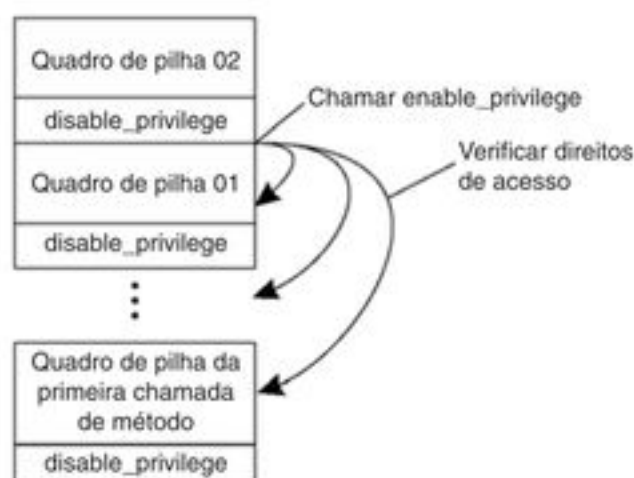 Quadro de pilha 02
disable_privilege
Chamar enable_privilege
Verificar direitos
de acesso
Quadro de pilha 01
disable_privilege
Quadro de pilha da
primeira chamada
de método
disable_privilege